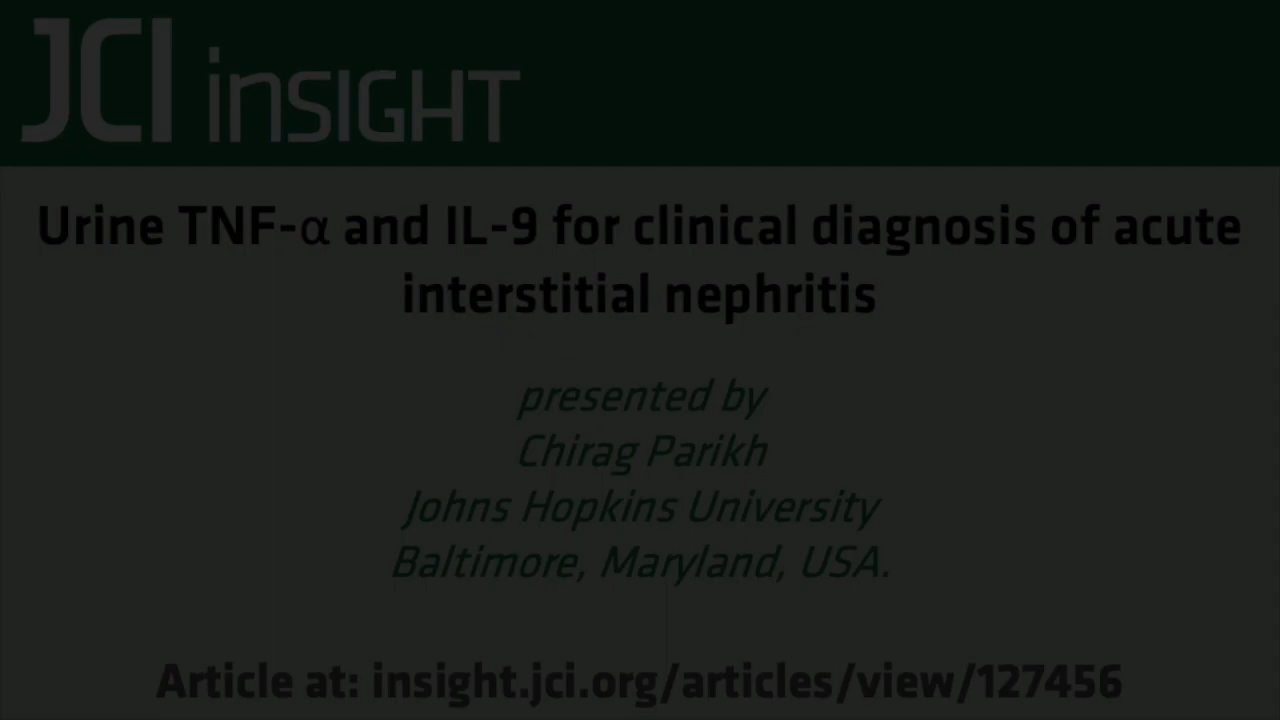 JCI insight
Urine TNF-α and IL-9 for clinical diagnosis of acute
interstitial nephritis
presented by
Chirag Parikh
Johns Hopkins University
Baltimore, Maryland, USA.
Article at: insight.jci.org/articles/view/127456